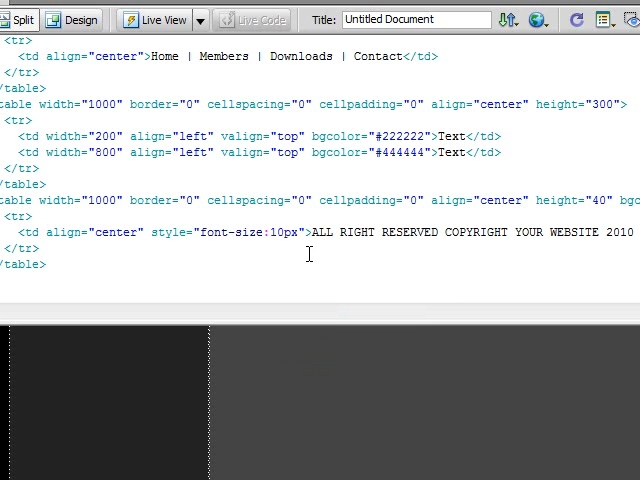 Split Design Live View Live Code Title: Untitled Document
<tr>
<td align="center">Home | Members | Downloads | Contact</td>
</tr>
/table>
table width="1000" border="0" cellspacing="0" cellpadding="0" align="center" height="300">
<tr>
<td width="200" align="left" valign="top" bgcolor="#222222">Text</td>
<td width="800" align="left" valign="top" bgcolor="#444444">Text</td>
</tr>
/table>
table width="1000" border="0" cellspacing="0" cellpadding="0" align="center" height="40" bgc
<tr>
<td align="center" style="font-size:10px">ALL RIGHT RESERVED COPYRIGHT YOUR WEBSITE 2010
</tr>
/table>